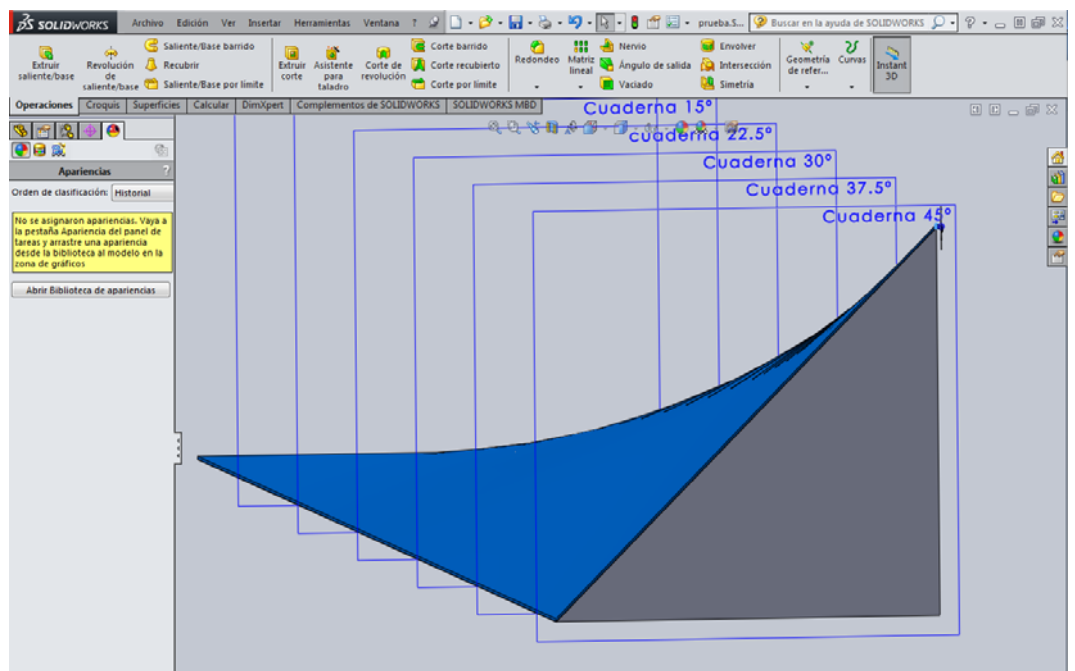 SOLIDWORKS Archivo Edición Ver Insertar Herramientas Ventana ? prueba.S... Buscar en la ayuda de SOLIDWORKS
Extruir saliente/base
Revolución de saliente/base
Saliente/Base barrido
Recubrir
Saliente/Base por límite
Extruir corte
Asistente para taladro
Corte de revolución
Corte barrido
Corte recubierto
Corte por límite
Redondeo
Matriz lineal
Nervio
Ángulo de salida
Vaciado
Envolver
Intersección
Simetría
Geometría de refer...
Curvas
Instant 3D
Operaciones Croquis Superficies Calcular DimXpert Complementos de SOLIDWORKS SOLIDWORKS MBD
Apariencias ?
Orden de clasificación: Historial
No se asignaron apariencias. Vaya a
la pestaña Apariencia del panel de
tareas y arrastre una apariencia
desde la biblioteca al modelo en la
zona de gráficos
Abrir Biblioteca de apariencias
Cuaderna 15º
cuaderna 22.5º
Cuaderna 30º
Cuaderna 37.5º
Cuaderna 45º